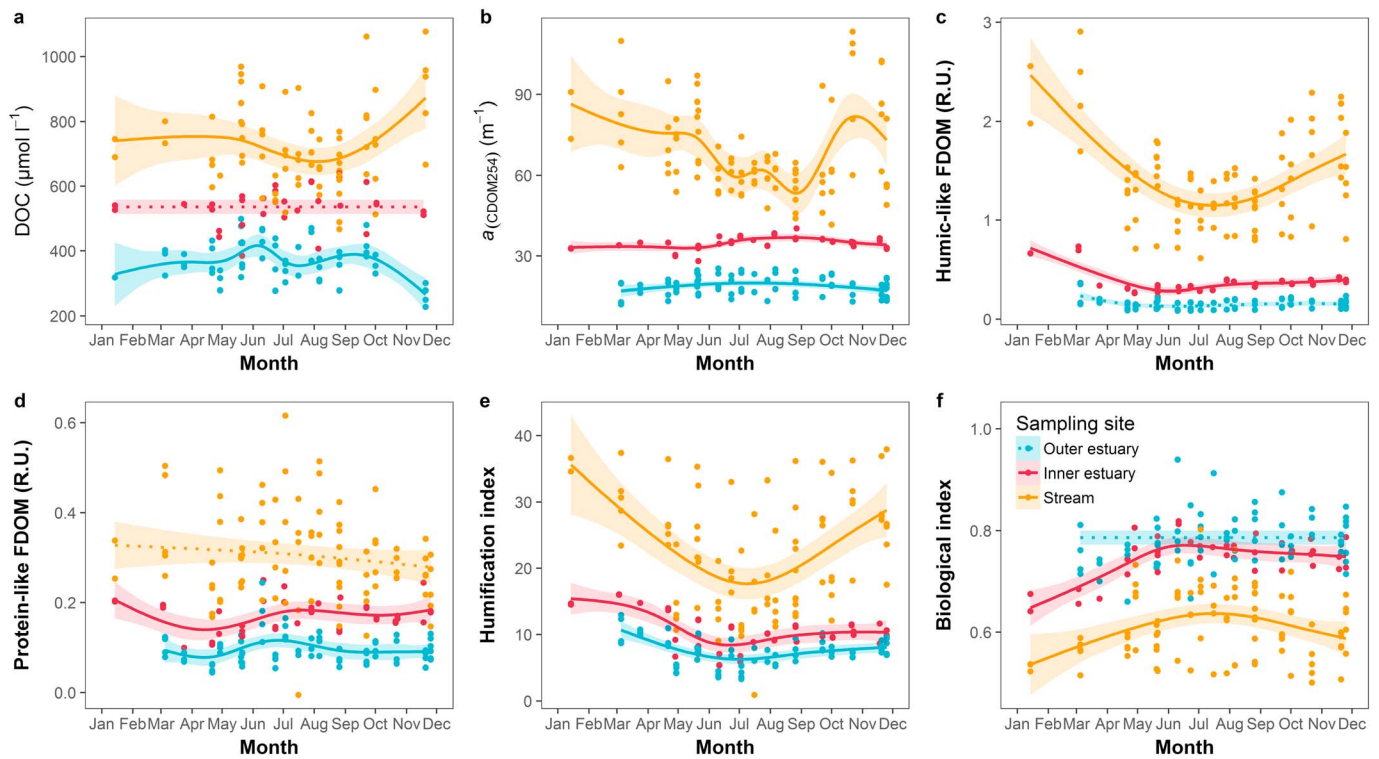 a
DOC (µmol l⁻¹)
1000
800
600
400
200
Jan Feb Mar Apr May Jun Jul Aug Sep Oct Nov Dec
Month
b
a(CDOM254) (m⁻¹)
90
60
30
Jan Feb Mar Apr May Jun Jul Aug Sep Oct Nov Dec
Month
c
Humic-like FDOM (R.U.)
3
2
1
0
Jan Feb Mar Apr May Jun Jul Aug Sep Oct Nov Dec
Month
d
Protein-like FDOM (R.U.)
0.6
0.4
0.2
0.0
Jan Feb Mar Apr May Jun Jul Aug Sep Oct Nov Dec
Month
e
Humification index
40
30
20
10
0
Jan Feb Mar Apr May Jun Jul Aug Sep Oct Nov Dec
Month
f
Biological index
1.0
0.8
0.6
Sampling site
Outer estuary
Inner estuary
Stream
Jan Feb Mar Apr May Jun Jul Aug Sep Oct Nov Dec
Month